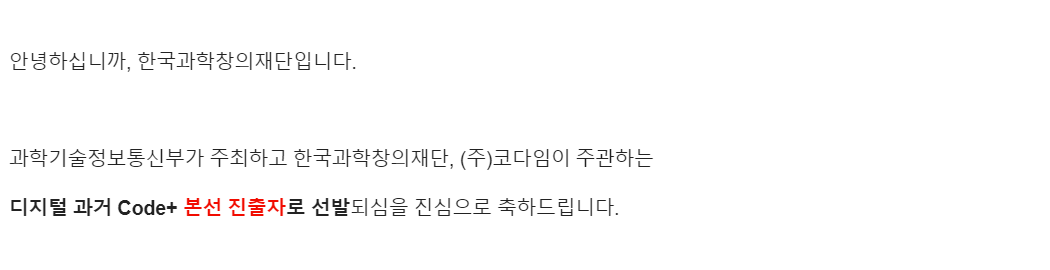 안녕하십니까, 한국과학창의재단입니다.
과학기술정보통신부가 주최하고 한국과학창의재단, (주)코다임이 주관하는
디지털 과거 Code+ 본선 진출자로 선발되심을 진심으로 축하드립니다.